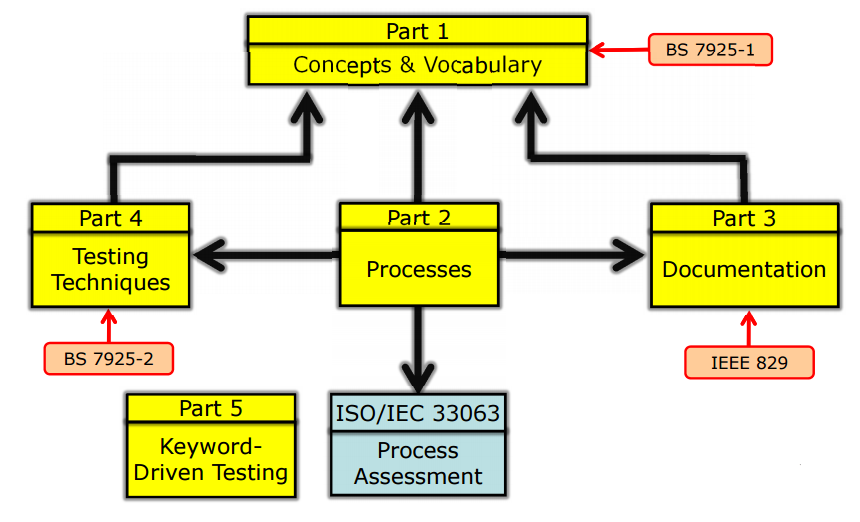 Part 1
Concepts & Vocabulary
BS 7925-1
Part 4
Testing
Techniques
Part 2
Processes
Part 3
Documentation
BS 7925-2
IEEE 829
Part 5
Keyword-
Driven Testing
ISO/IEC 33063
Process
Assessment